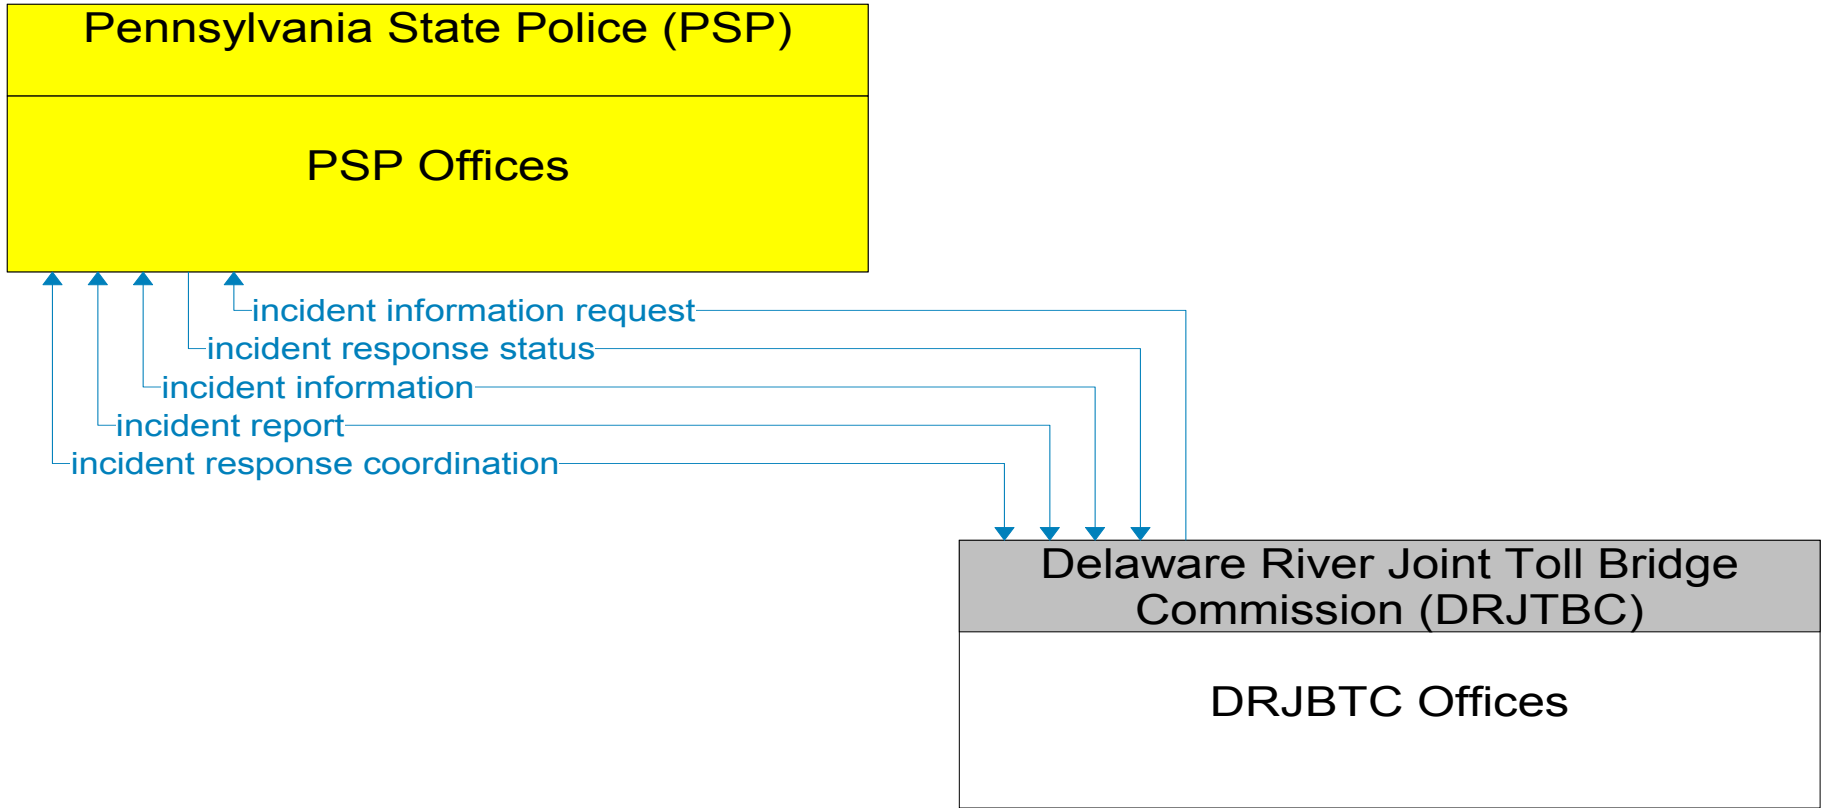 Pennsylvania State Police (PSP)
PSP Offices
incident information request
incident response status
incident information
incident report
incident response coordination
Delaware River Joint Toll Bridge
Commission (DRJTBC)
DRJBTC Offices